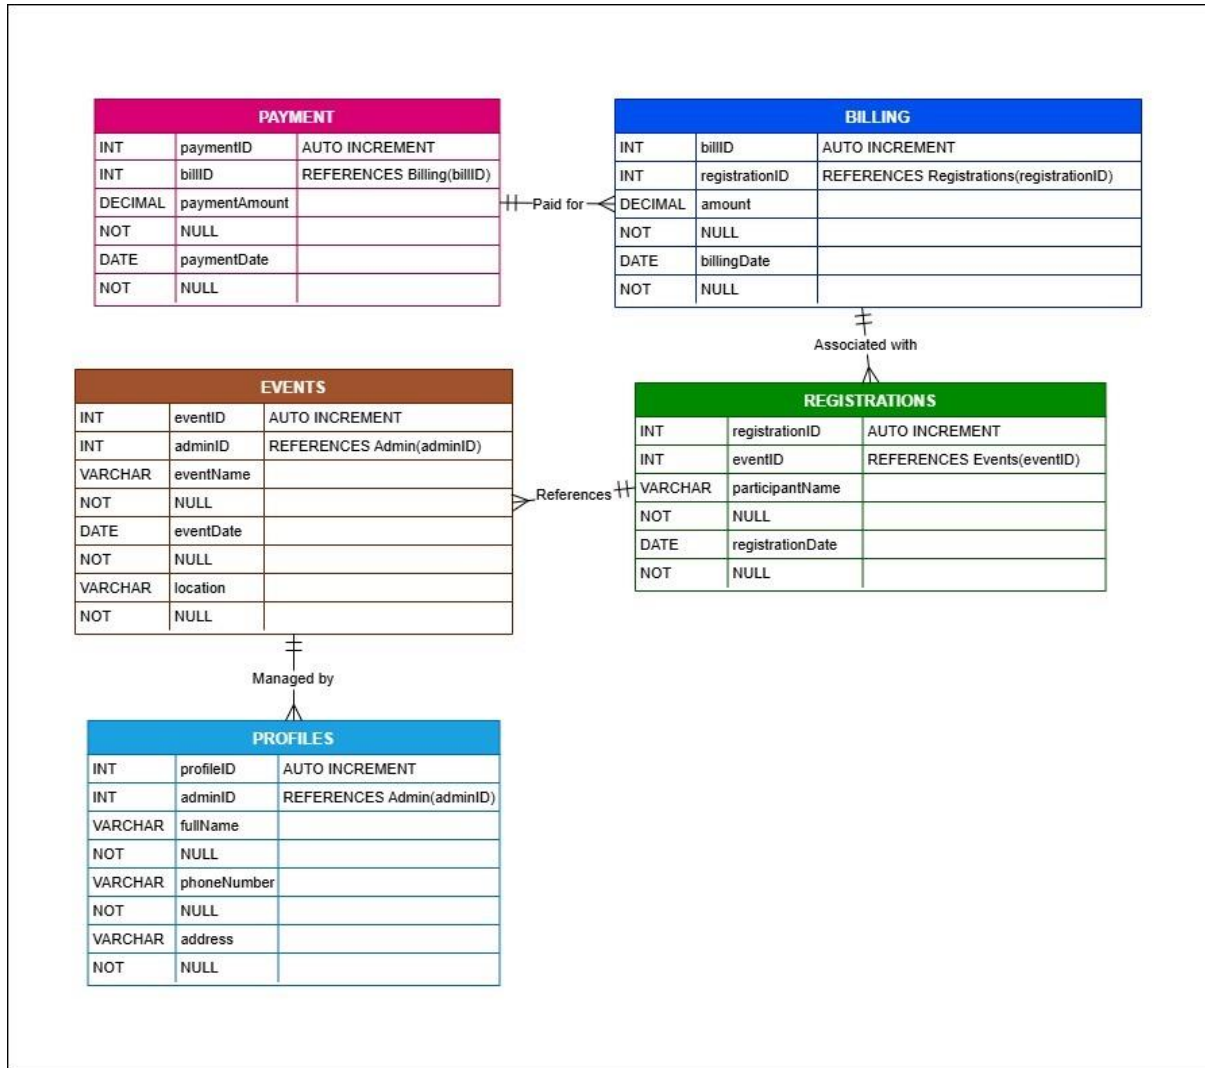 PAYMENT
INT paymentID AUTO INCREMENT
INT billID REFERENCES Billing(billID)
DECIMAL paymentAmount
NOT NULL
DATE paymentDate
NOT NULL
Paid for
BILLING
INT billID AUTO INCREMENT
INT registrationID REFERENCES Registrations(registrationID)
DECIMAL amount
NOT NULL
DATE billingDate
NOT NULL
Associated with
EVENTS
INT eventID AUTO INCREMENT
INT adminID REFERENCES Admin(adminID)
VARCHAR eventName
NOT NULL
DATE eventDate
NOT NULL
VARCHAR location
NOT NULL
References
REGISTRATIONS
INT registrationID AUTO INCREMENT
INT eventID REFERENCES Events(eventID)
VARCHAR participantName
NOT NULL
DATE registrationDate
NOT NULL
Managed by
PROFILES
INT profileID AUTO INCREMENT
INT adminID REFERENCES Admin(adminID)
VARCHAR fullName
NOT NULL
VARCHAR phoneNumber
NOT NULL
VARCHAR address
NOT NULL